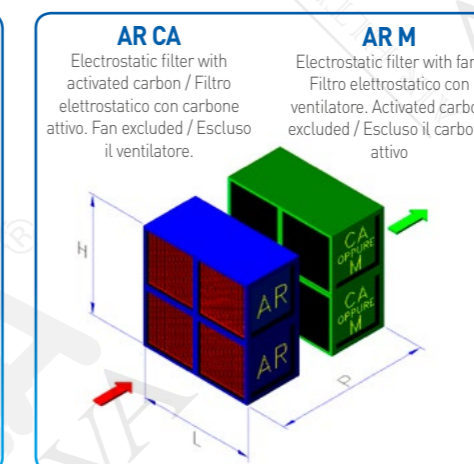 AR CA
Electrostatic filter with
activated carbon / Filtro
elettrostatico con carbone
attivo. Fan excluded / Escluso
il ventilatore.
AR M
Electrostatic filter with fan
Filtro elettrostatico con
ventilatore. Activated carbo
excluded / Escluso il carbo
attivo
H
AR
AR
CA
OPPURE
M
CA
OPPURE
M
P
L
VA